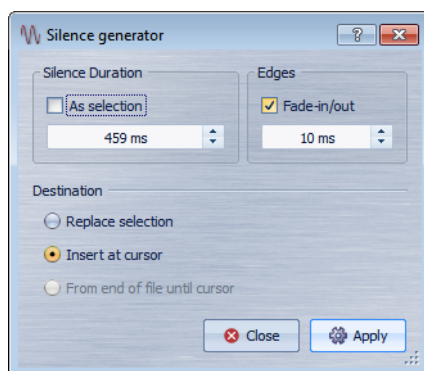 Silence generator
Silence Duration
Edges
As selection
Fade-in/out
459 ms
10 ms
Destination
Replace selection
Insert at cursor
From end of file until cursor
Close
Apply